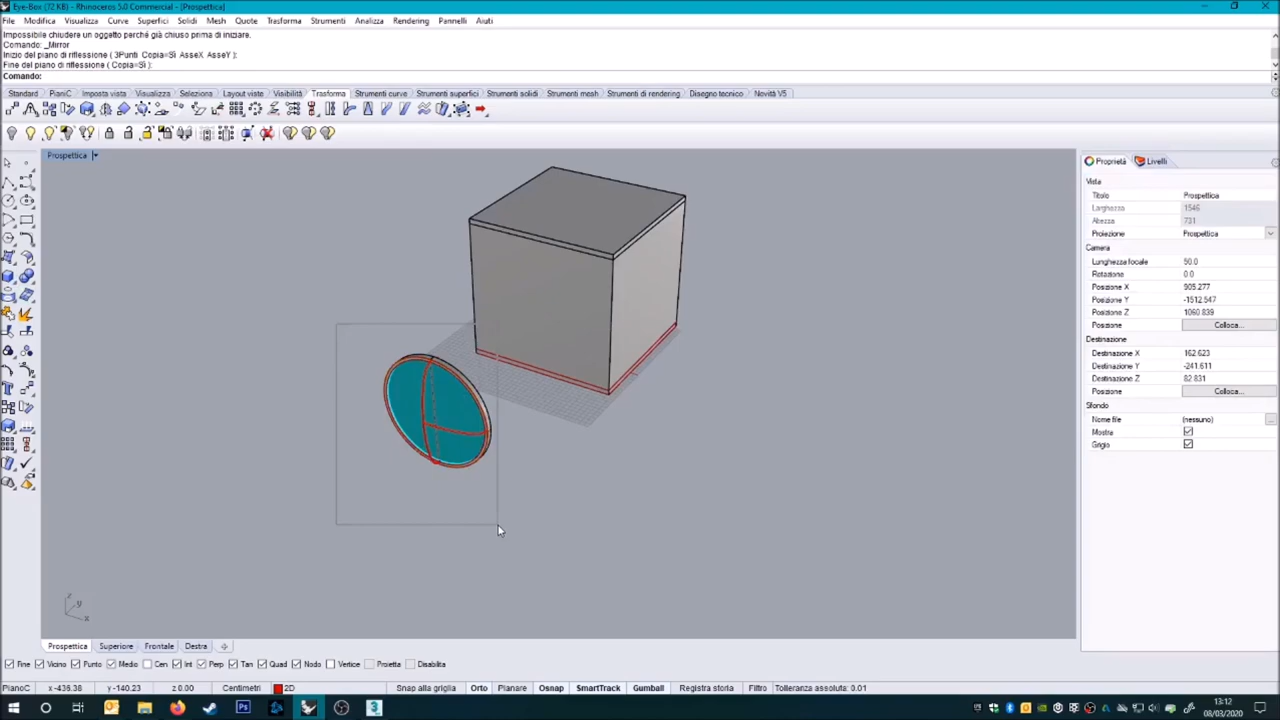 Eye-Box (72 KB) - Rhinoceros 5.0 Commercial - [Prospettica]
File Modifica Visualizza Curve Superfici Solidi Mesh Quote Trasforma Strumenti Analizza Rendering Pannelli Aiuti
Impossibile chiudere un oggetto perché già chiuso prima di iniziare.
Comando: _Mirror
Inizio del piano di riflessione ( 3Punti Copia=Sì AsseX AsseY ):
Fine del piano di riflessione ( Copia=Sì ):
Comando:
Standard PianiC Imposta vista Visualizza Seleziona Layout viste Visibilità Trasforma Strumenti curve Strumenti superfici Strumenti solidi Strumenti mesh Strumenti di rendering Disegno tecnico Novità V5
Prospettica
Proprietà Livelli
Vista
Titolo Prospettica
Larghezza 1546
Altezza 731
Proiezione Prospettica
Camera
Lunghezza focale 50.0
Rotazione 0.0
Posizione X 905.277
Posizione Y -1512.547
Posizione Z 1060.839
Posizione Colloca...
Destinazione
Destinazione X 162.623
Destinazione Y -241.611
Destinazione Z 82.831
Posizione Colloca...
Sfondo
Nome file (nessuno)
Mostra
Grigio
z
y
x
Prospettica Superiore Frontale Destra
Fine Vicino Punto Medio Cen Int Perp Tan Quad Nodo Vertice Proietta Disabilita
PianoC x -436.38 y -140.23 z 0.00 Centimetri 2D Snap alla griglia Orto Planare Osnap SmartTrack Gumball Registra storia Filtro Tolleranza assoluta: 0.01
13:12
08/03/2020